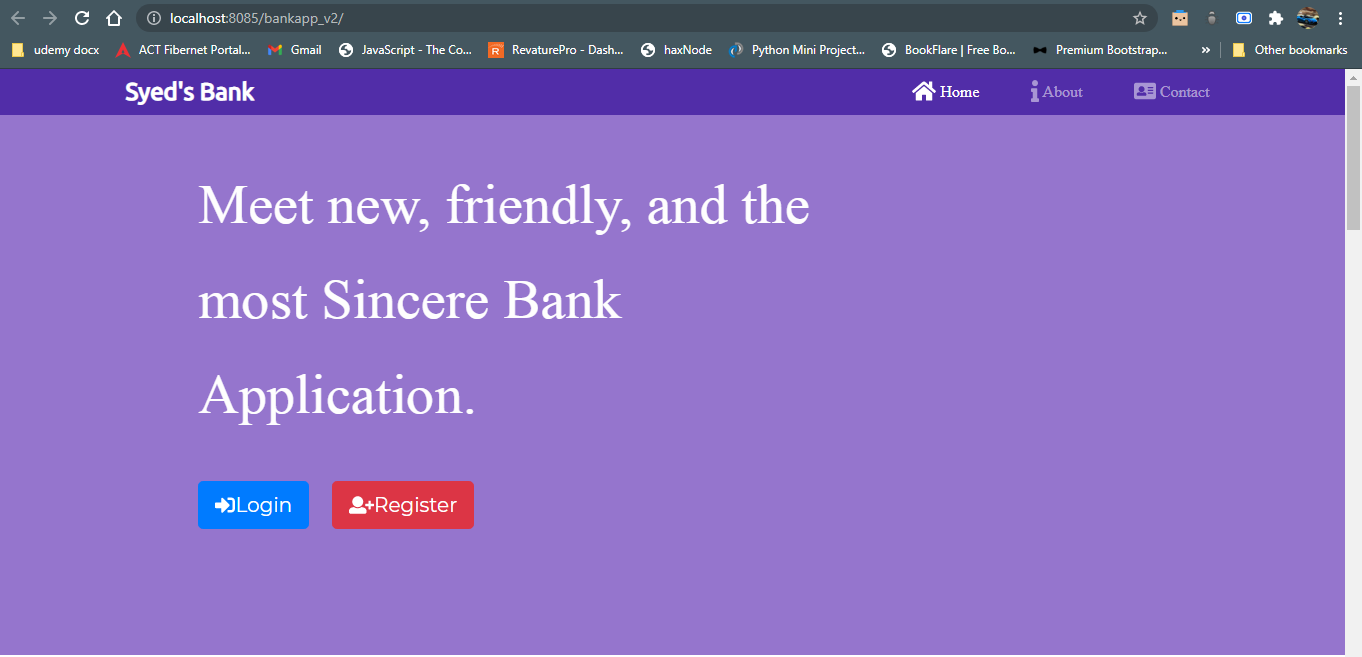 localhost:8085/bankapp_v2/
udemy docx ACT Fibernet Portal... Gmail JavaScript - The Co... RevaturePro - Dash... haxNode Python Mini Project... BookFlare | Free Bo... Premium Bootstrap... » Other bookmarks
Syed's Bank Home About Contact
Meet new, friendly, and the
most Sincere Bank
Application.
Login Register